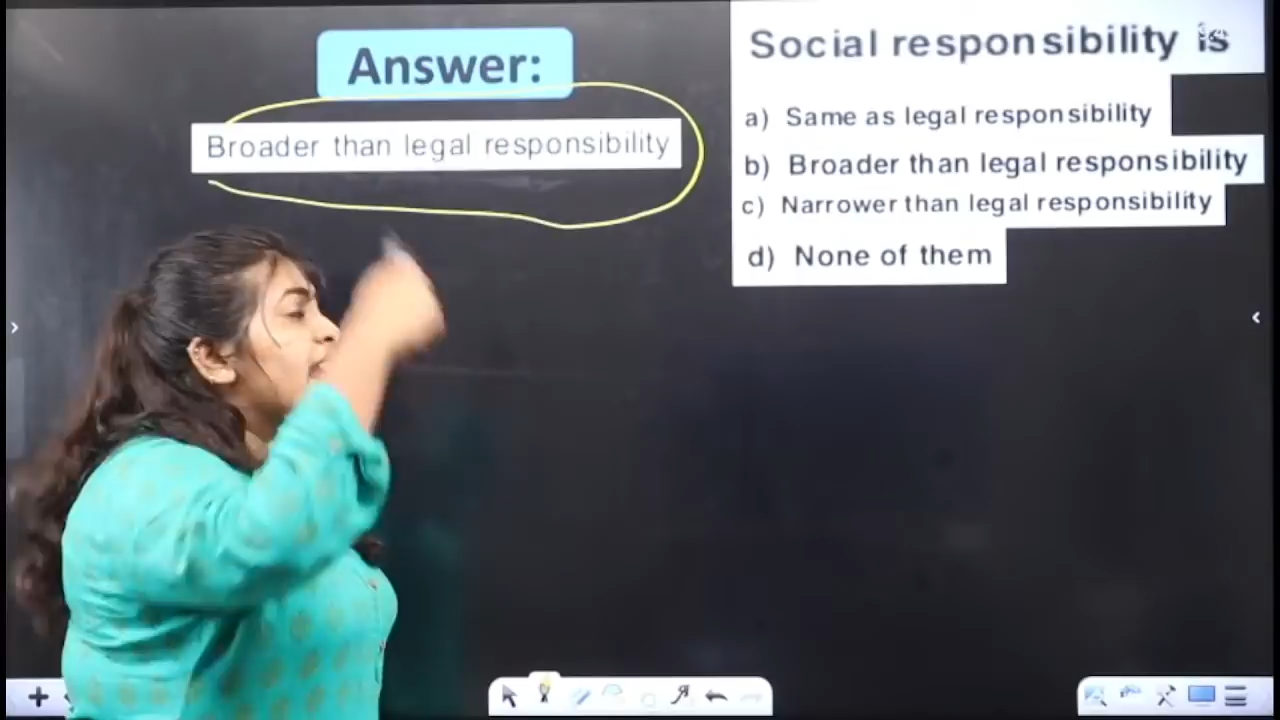 Answer:
Broader than legal responsibility
Social responsibility is
a) Same as legal responsibility
b) Broader than legal responsibility
c) Narrower than legal responsibility
d) None of them